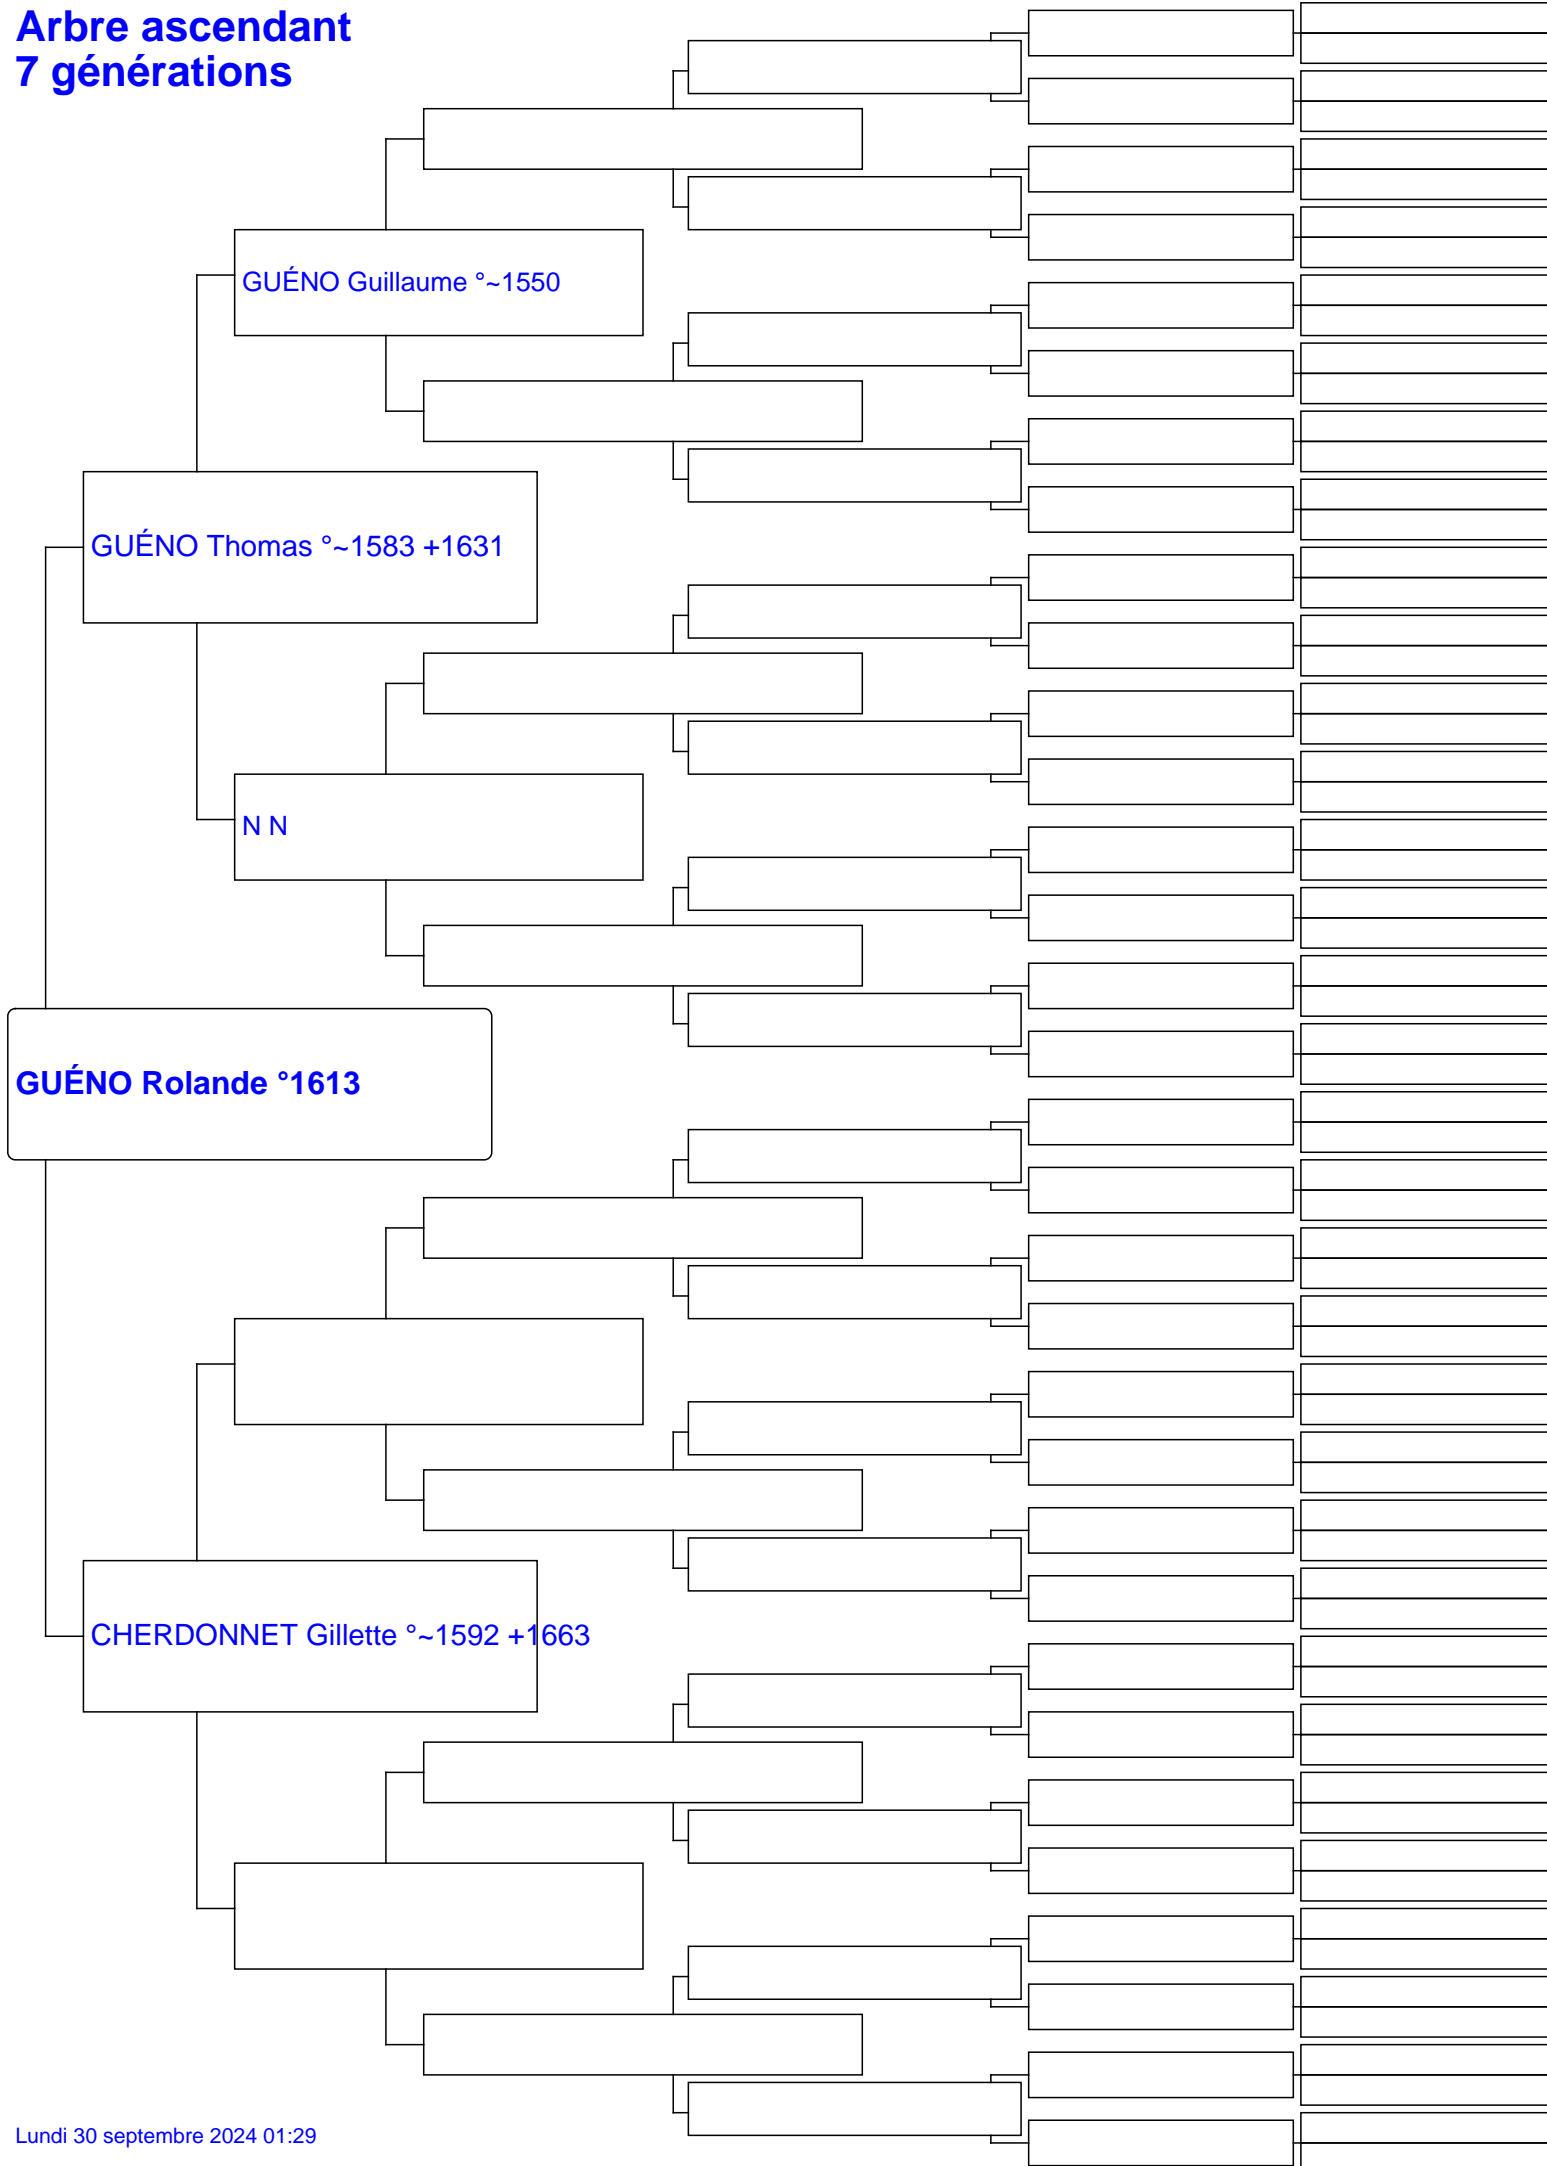 Arbre ascendant
7 générations
GUÉNO Guillaume °~1550
GUÉNO Thomas °~1583 +1631
N N
GUÉNO Rolande °1613
CHERDONNET Gillette °~1592 +1663
Lundi 30 septembre 2024 01:29